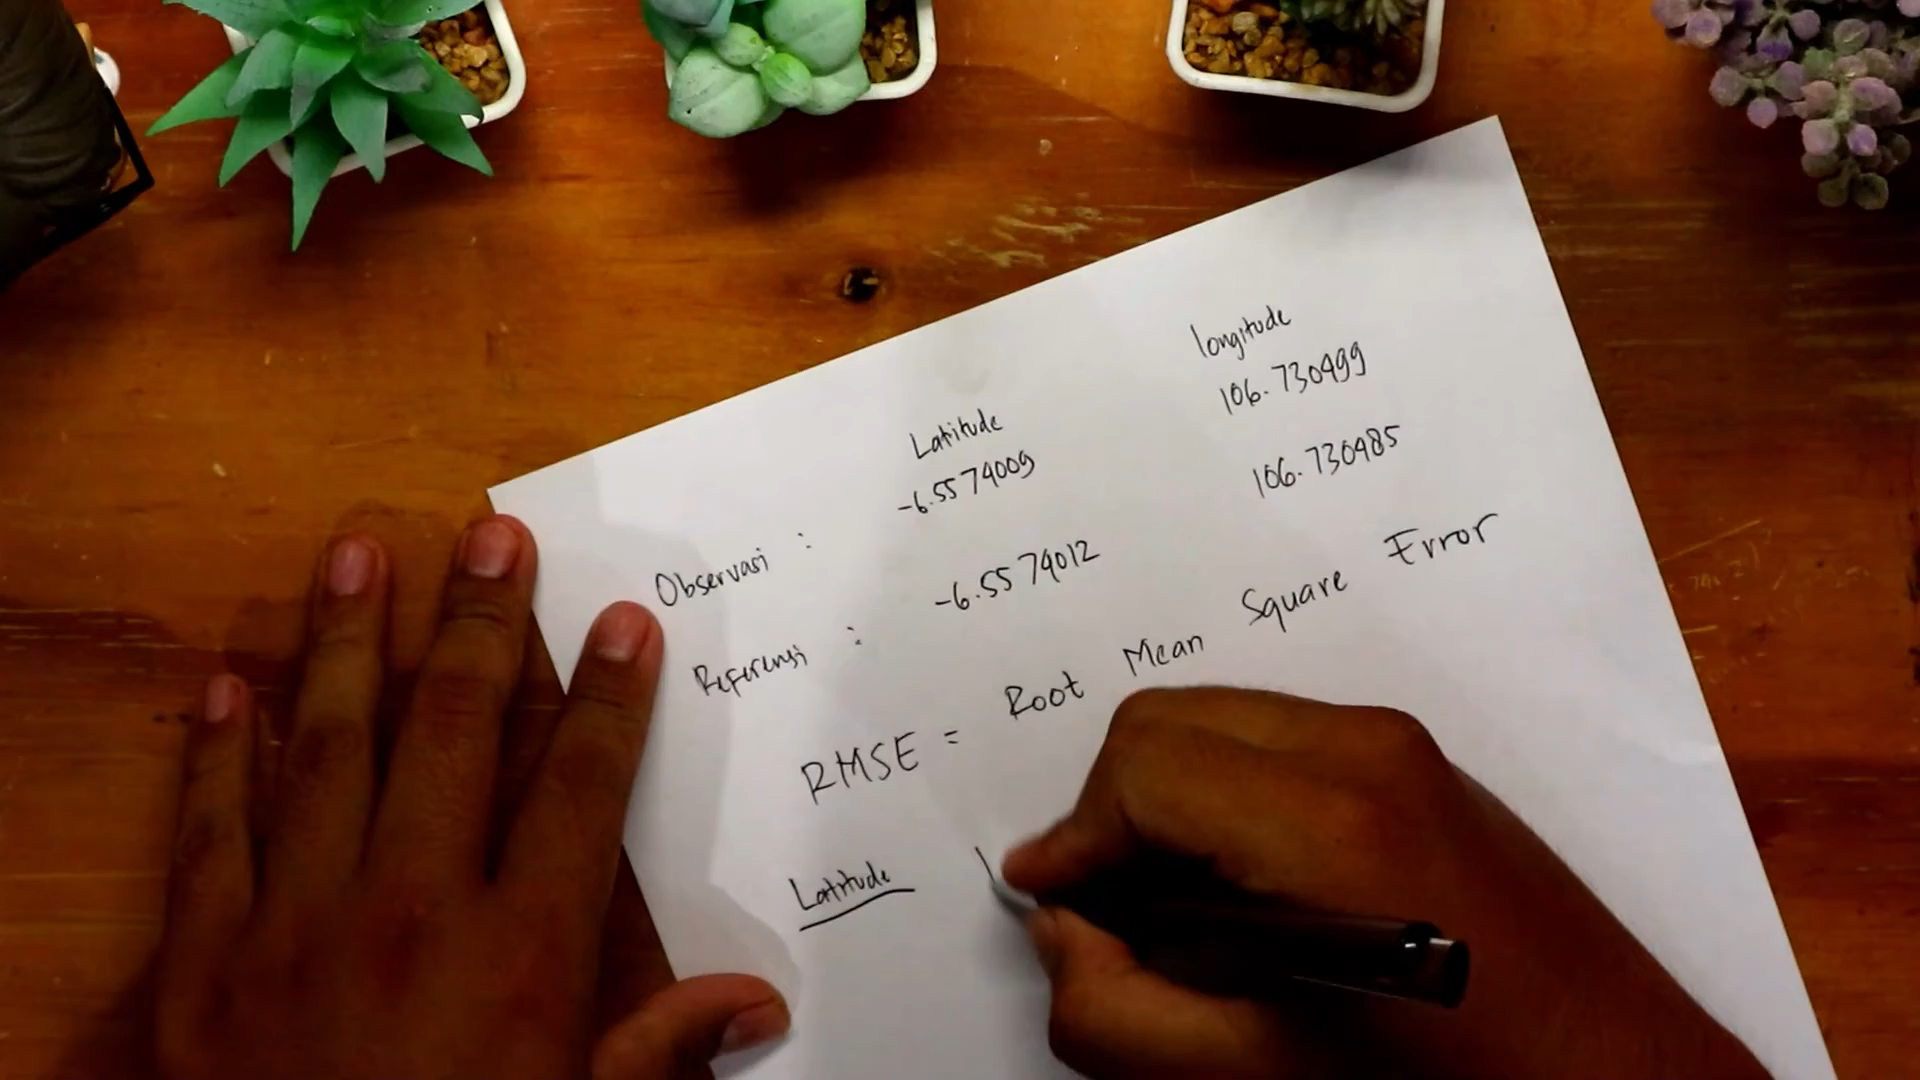 Latitude longitude
Observasi : -6.5574009 106.730499
Referensi : -6.5574012 106.730485
RMSE = Root Mean Square Error
Latitude